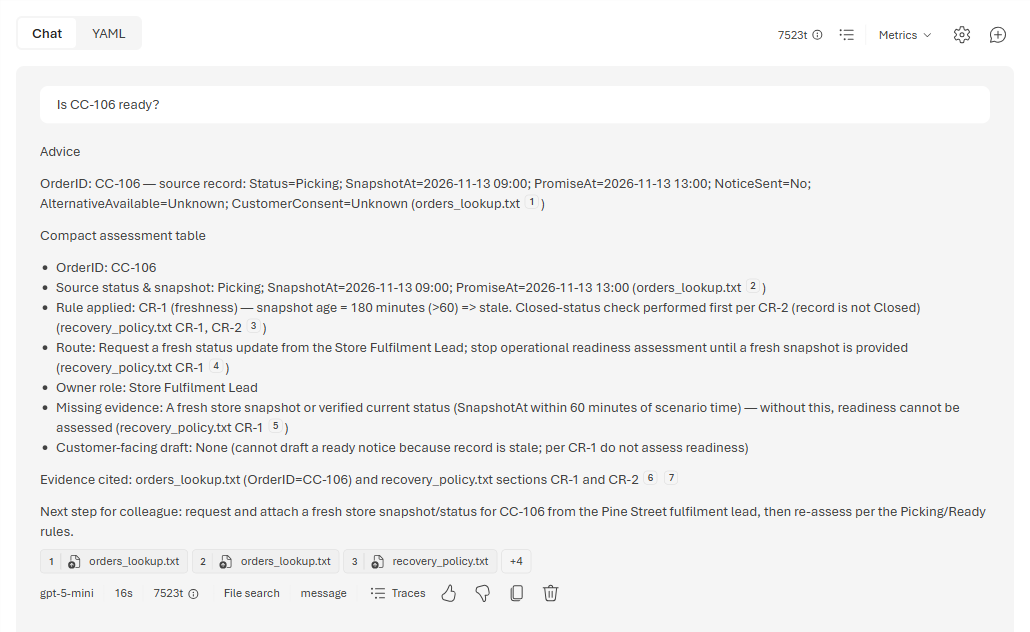 Chat YAML 7523t Metrics
Is CC-106 ready?
Advice
OrderID: CC-106 — source record: Status=Picking; SnapshotAt=2026-11-13 09:00; PromiseAt=2026-11-13 13:00; NoticeSent=No;
AlternativeAvailable=Unknown; CustomerConsent=Unknown (orders_lookup.txt 1 )
Compact assessment table
• OrderID: CC-106
• Source status & snapshot: Picking; SnapshotAt=2026-11-13 09:00; PromiseAt=2026-11-13 13:00 (orders_lookup.txt 2 )
• Rule applied: CR-1 (freshness) — snapshot age = 180 minutes (>60) => stale. Closed-status check performed first per CR-2 (record is not Closed)
(recovery_policy.txt CR-1, CR-2 3 )
• Route: Request a fresh status update from the Store Fulfilment Lead; stop operational readiness assessment until a fresh snapshot is provided
(recovery_policy.txt CR-1 4 )
• Owner role: Store Fulfilment Lead
• Missing evidence: A fresh store snapshot or verified current status (SnapshotAt within 60 minutes of scenario time) — without this, readiness cannot be
assessed (recovery_policy.txt CR-1 5 )
• Customer-facing draft: None (cannot draft a ready notice because record is stale; per CR-1 do not assess readiness)
Evidence cited: orders_lookup.txt (OrderID=CC-106) and recovery_policy.txt sections CR-1 and CR-2 6 7
Next step for colleague: request and attach a fresh store snapshot/status for CC-106 from the Pine Street fulfilment lead, then re-assess per the Picking/Ready
rules.
1 orders_lookup.txt 2 orders_lookup.txt 3 recovery_policy.txt +4
gpt-5-mini 16s 7523t File search message Traces